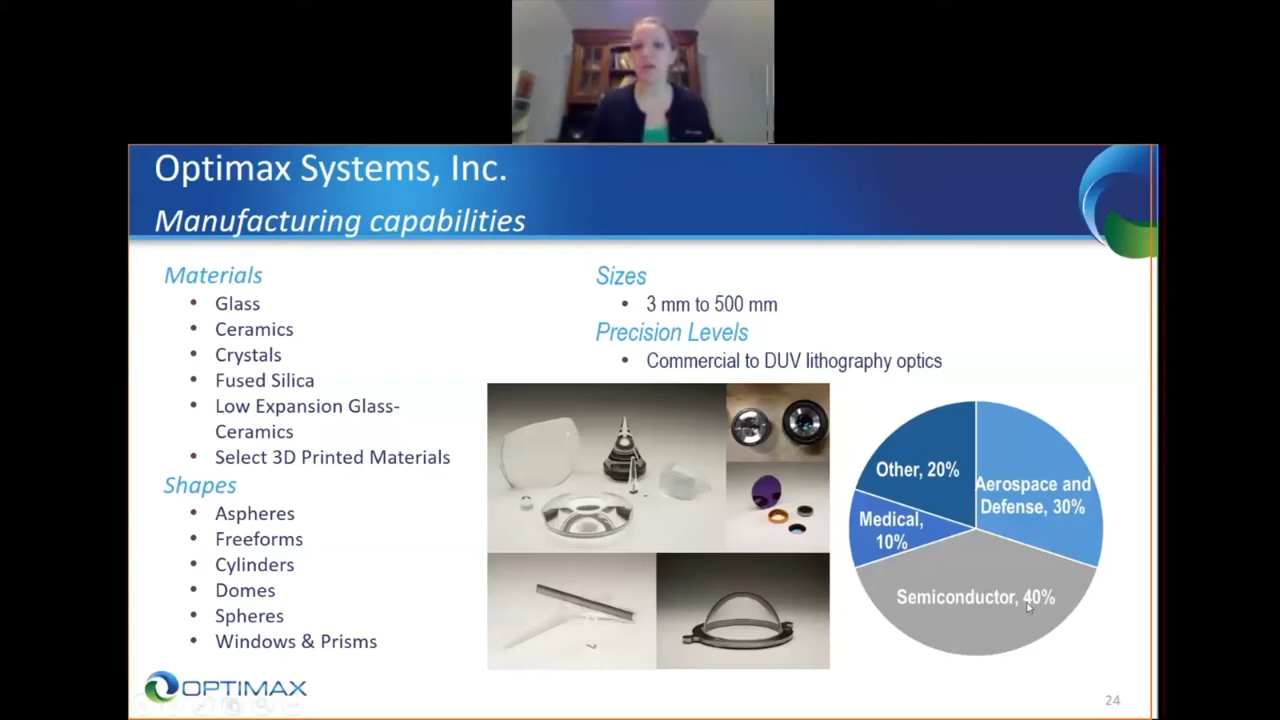 Optimax Systems, Inc.
Manufacturing capabilities
Materials
• Glass
• Ceramics
• Crystals
• Fused Silica
• Low Expansion Glass-
Ceramics
• Select 3D Printed Materials
Shapes
• Aspheres
• Freeforms
• Cylinders
• Domes
• Spheres
• Windows & Prisms
Sizes
• 3 mm to 500 mm
Precision Levels
• Commercial to DUV lithography optics
Other, 20%
Aerospace and
Defense, 30%
Medical,
10%
Semiconductor, 40%
OPTIMAX
24